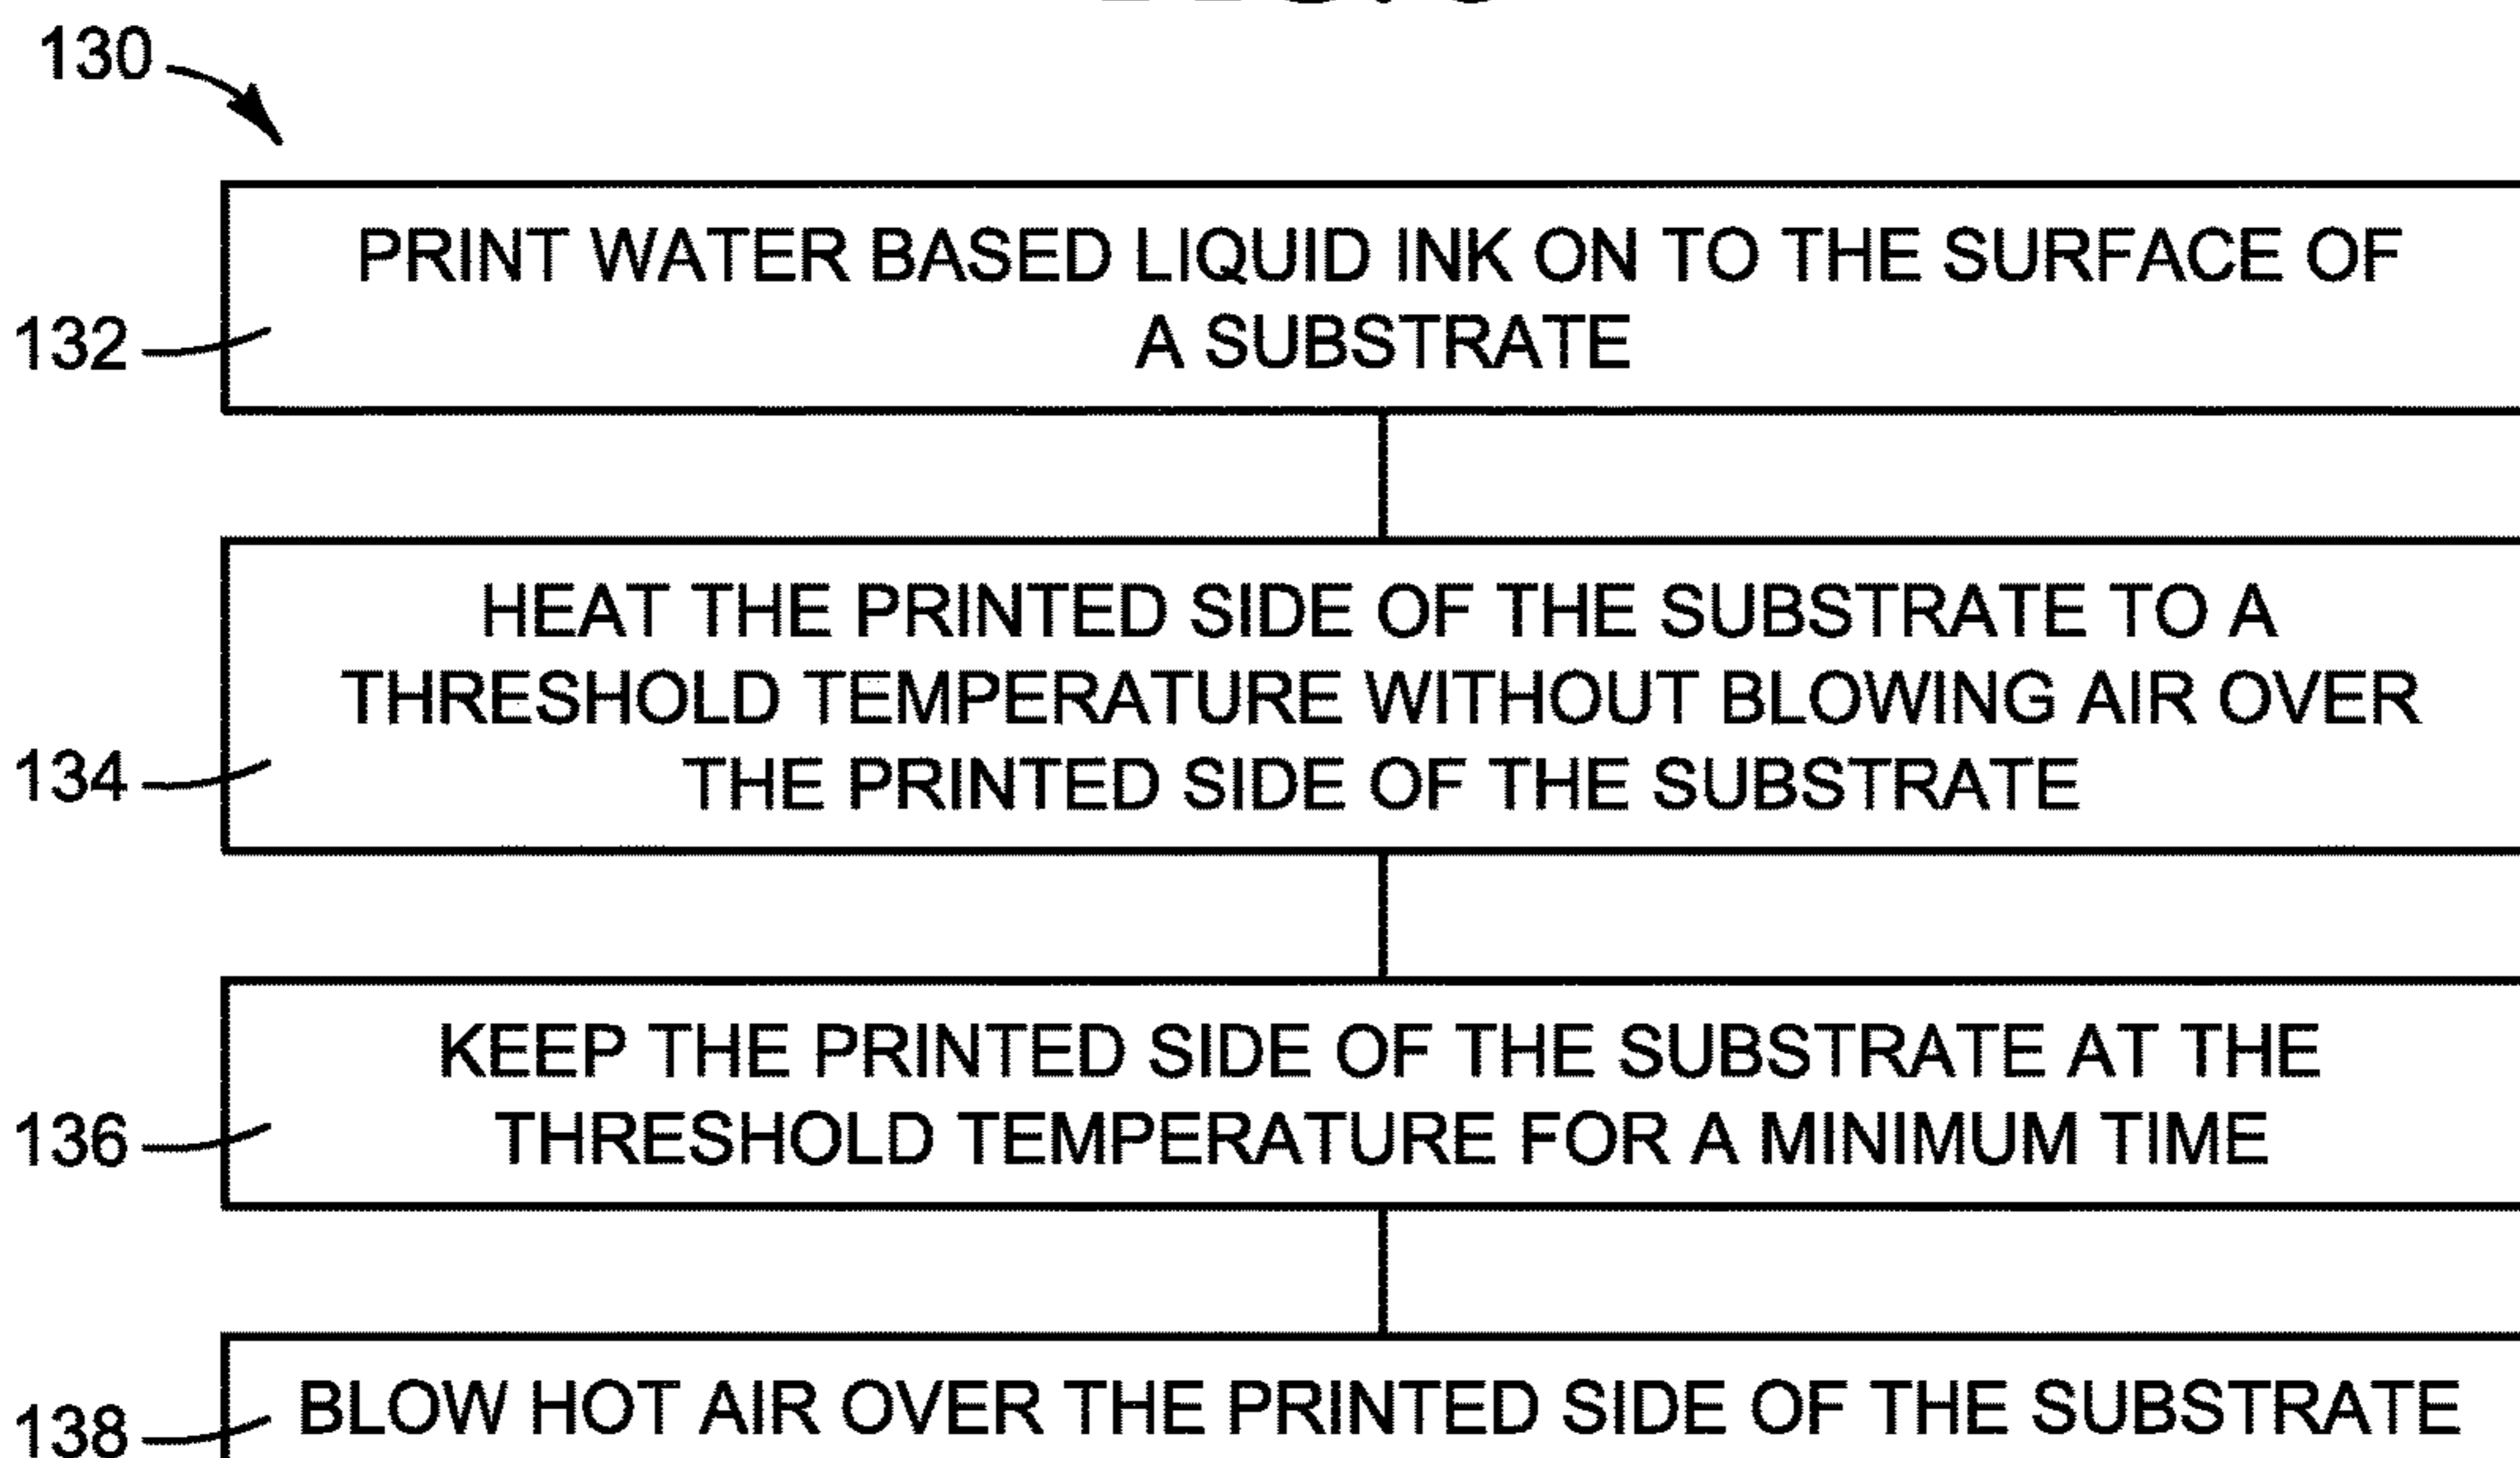 130
PRINT WATER BASED LIQUID INK ON TO THE SURFACE OF
A SUBSTRATE
132
HEAT THE PRINTED SIDE OF THE SUBSTRATE TO A
THRESHOLD TEMPERATURE WITHOUT BLOWING AIR OVER
THE PRINTED SIDE OF THE SUBSTRATE
134
KEEP THE PRINTED SIDE OF THE SUBSTRATE AT THE
THRESHOLD TEMPERATURE FOR A MINIMUM TIME
136
BLOW HOT AIR OVER THE PRINTED SIDE OF THE SUBSTRATE
138